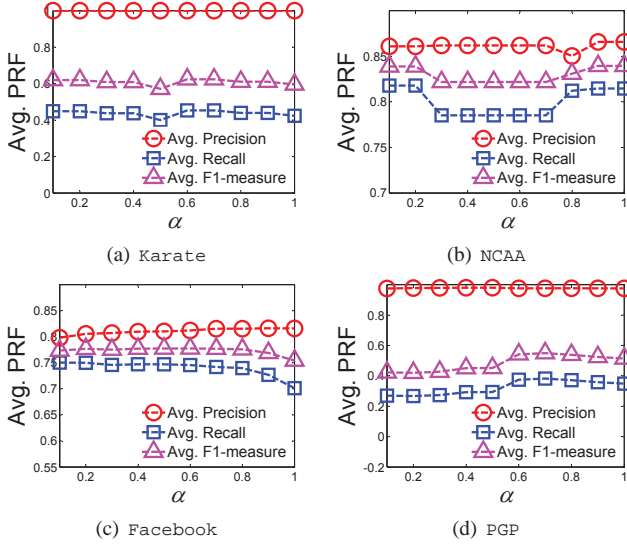 Avg. PRF
0.8
0.6
0.4
0.2
0
0.2 0.4 0.6 0.8 1
α
Avg. Precision
Avg. Recall
Avg. F1-measure
(a) Karate
Avg. PRF
0.85
0.8
0.75
0.7
0.2 0.4 0.6 0.8 1
α
Avg. Precision
Avg. Recall
Avg. F1-measure
(b) NCAA
Avg. PRF
0.85
0.8
0.75
0.7
0.65
0.6
0.55
0.2 0.4 0.6 0.8 1
α
Avg. Precision
Avg. Recall
Avg. F1-measure
(c) Facebook
Avg. PRF
0.8
0.6
0.4
0.2
0
-0.2
0.2 0.4 0.6 0.8 1
α
Avg. Precision
Avg. Recall
Avg. F1-measure
(d) PGP